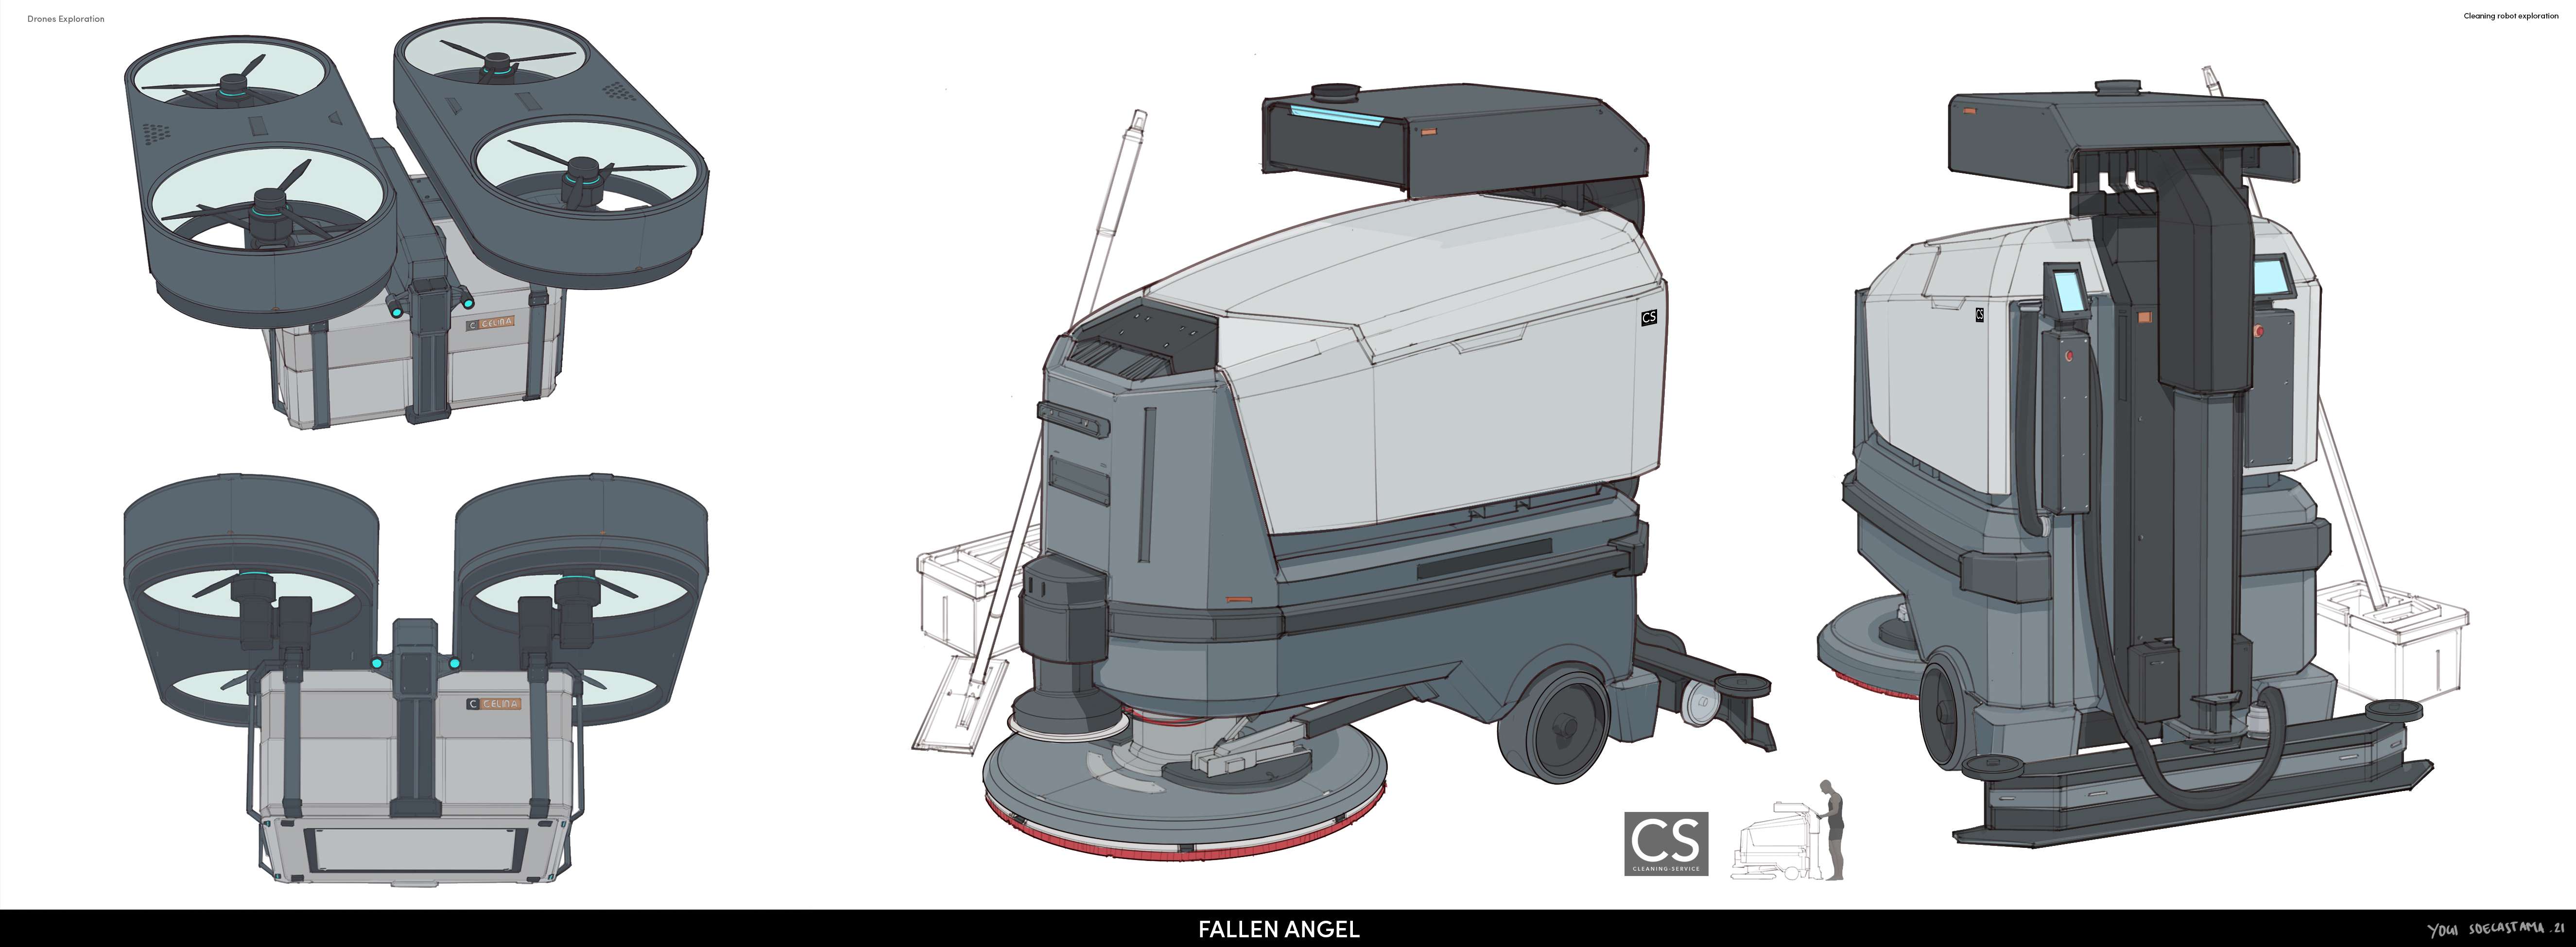 Drones Exploration
Cleaning robot exploration
C CELINA
CS
CS
C CELINA
CS
CLEANING-SERVICE
FALLEN ANGEL
YOGI SOECASTAMA .21